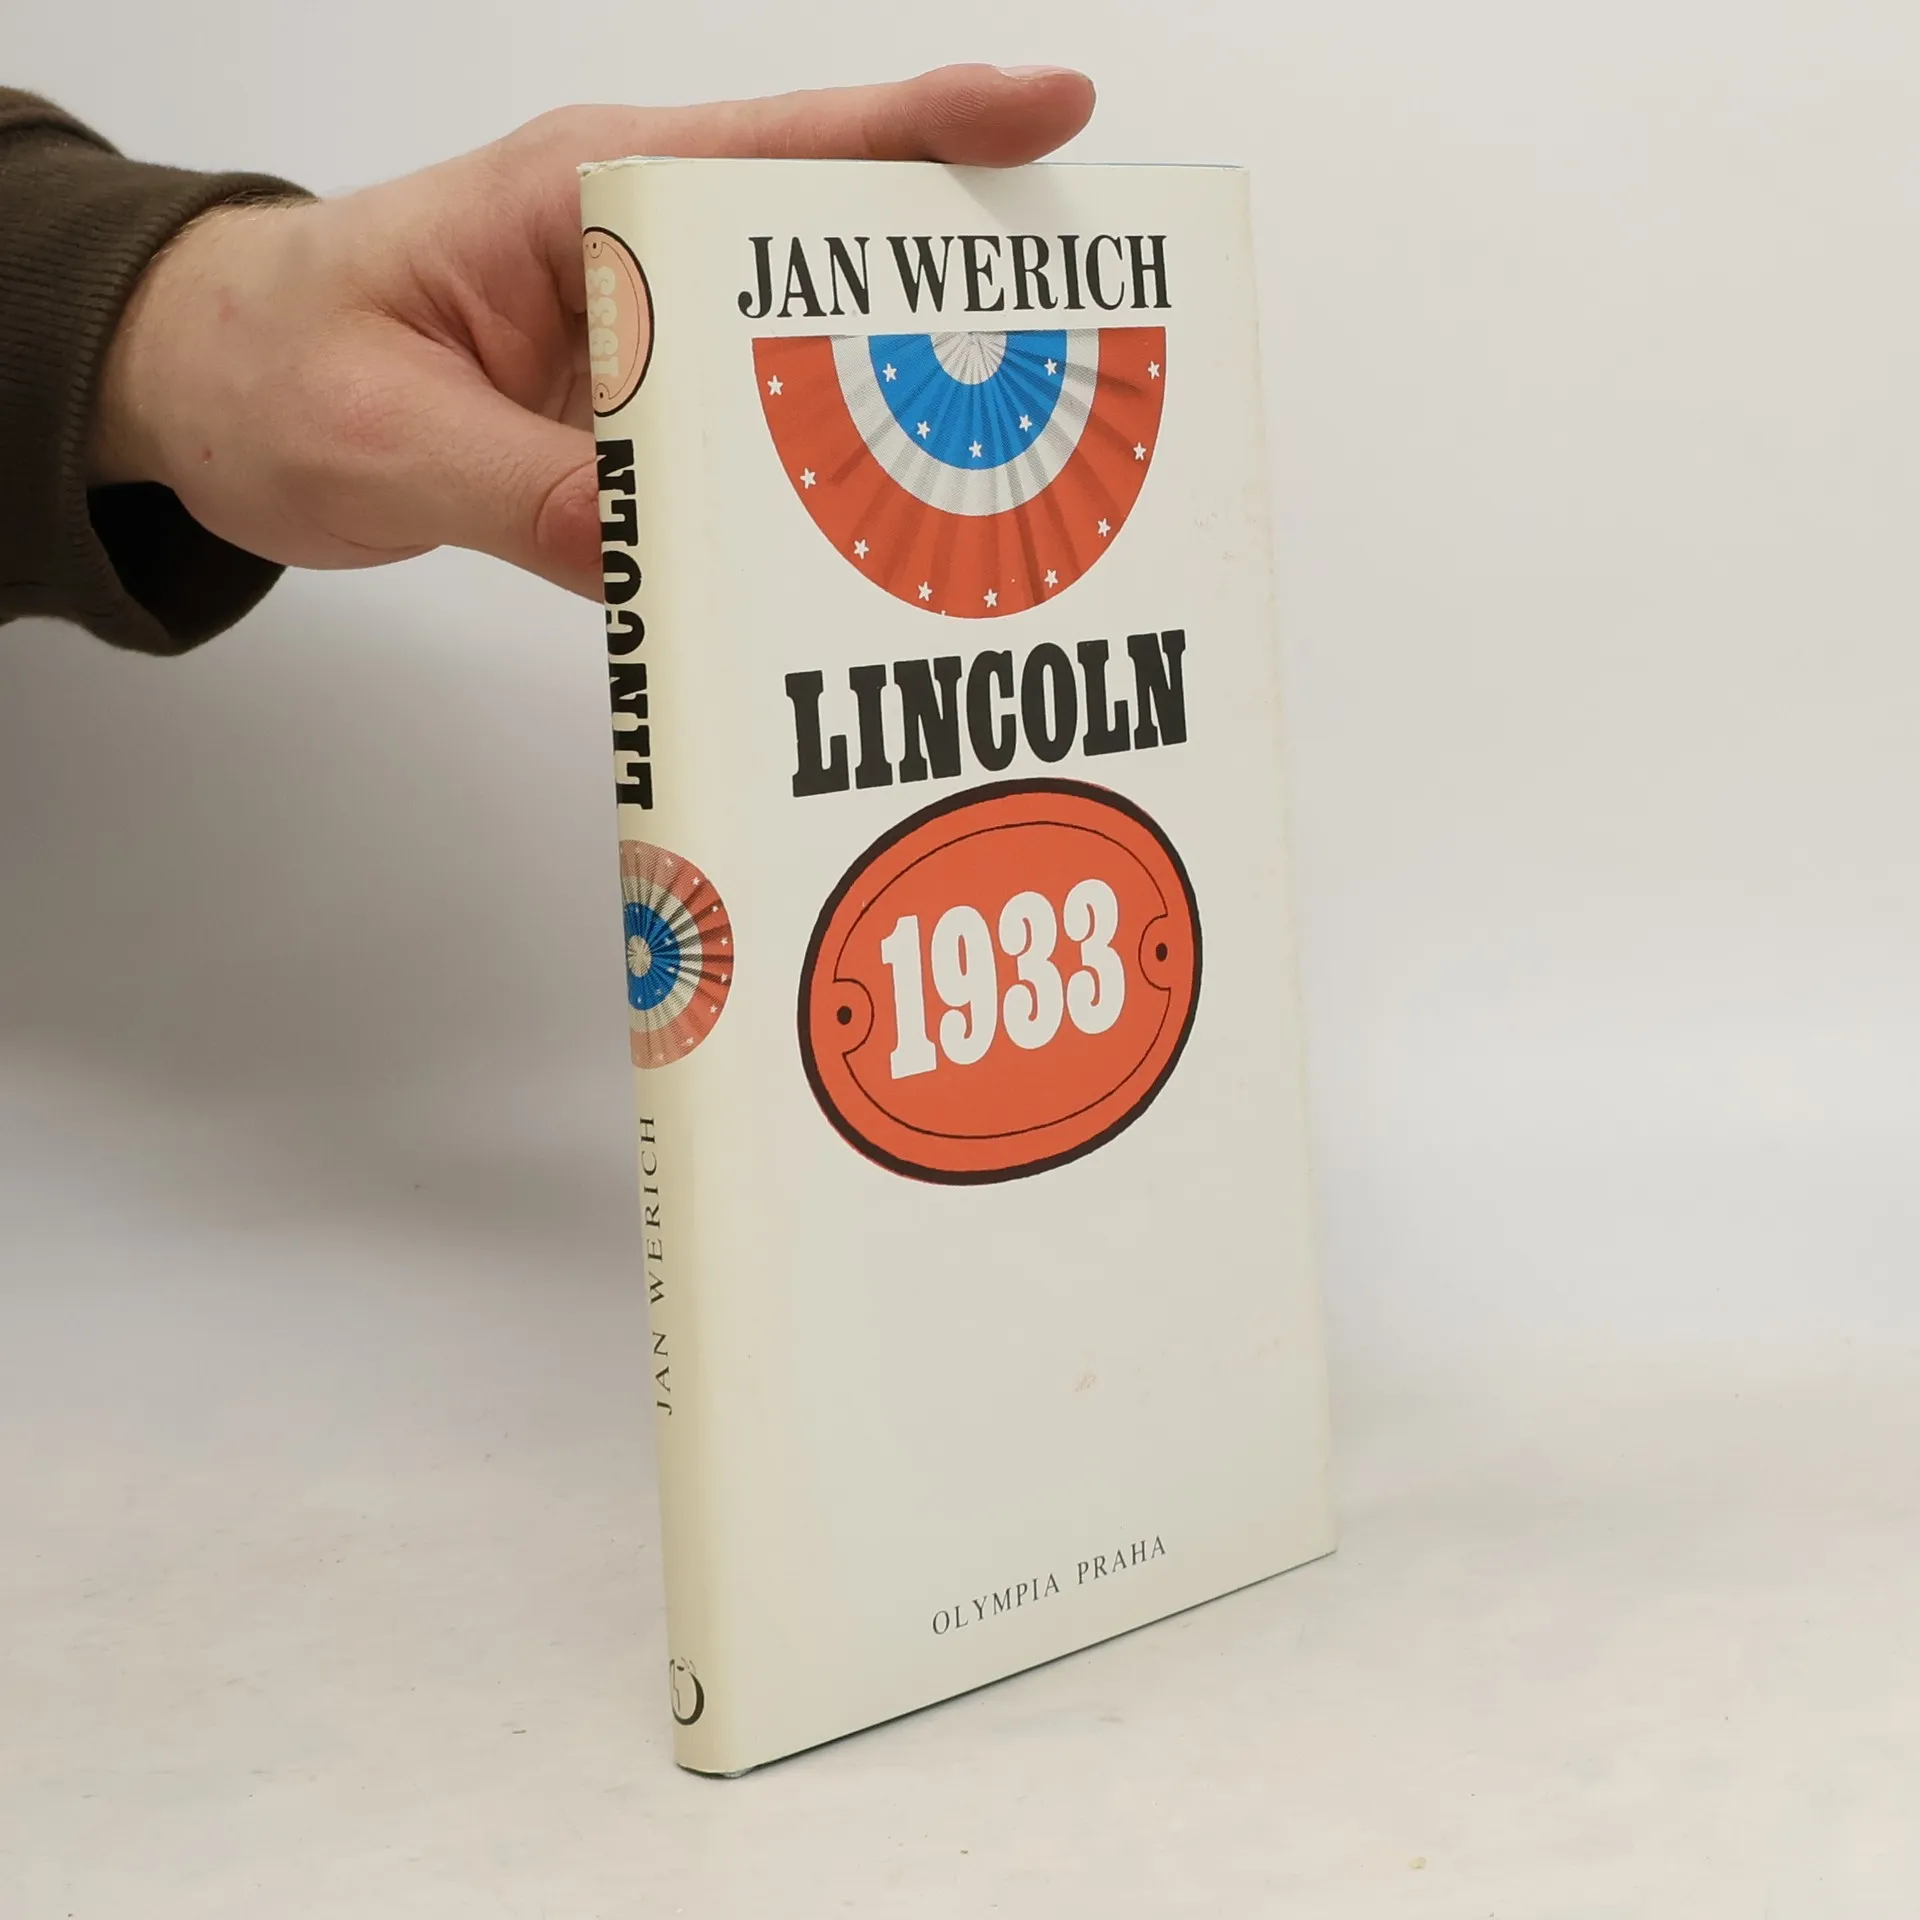 JAN WERICH
LINCOLN
1933
OLYMPIA PRAHA
1933
LINCOLN
JAN WERICH